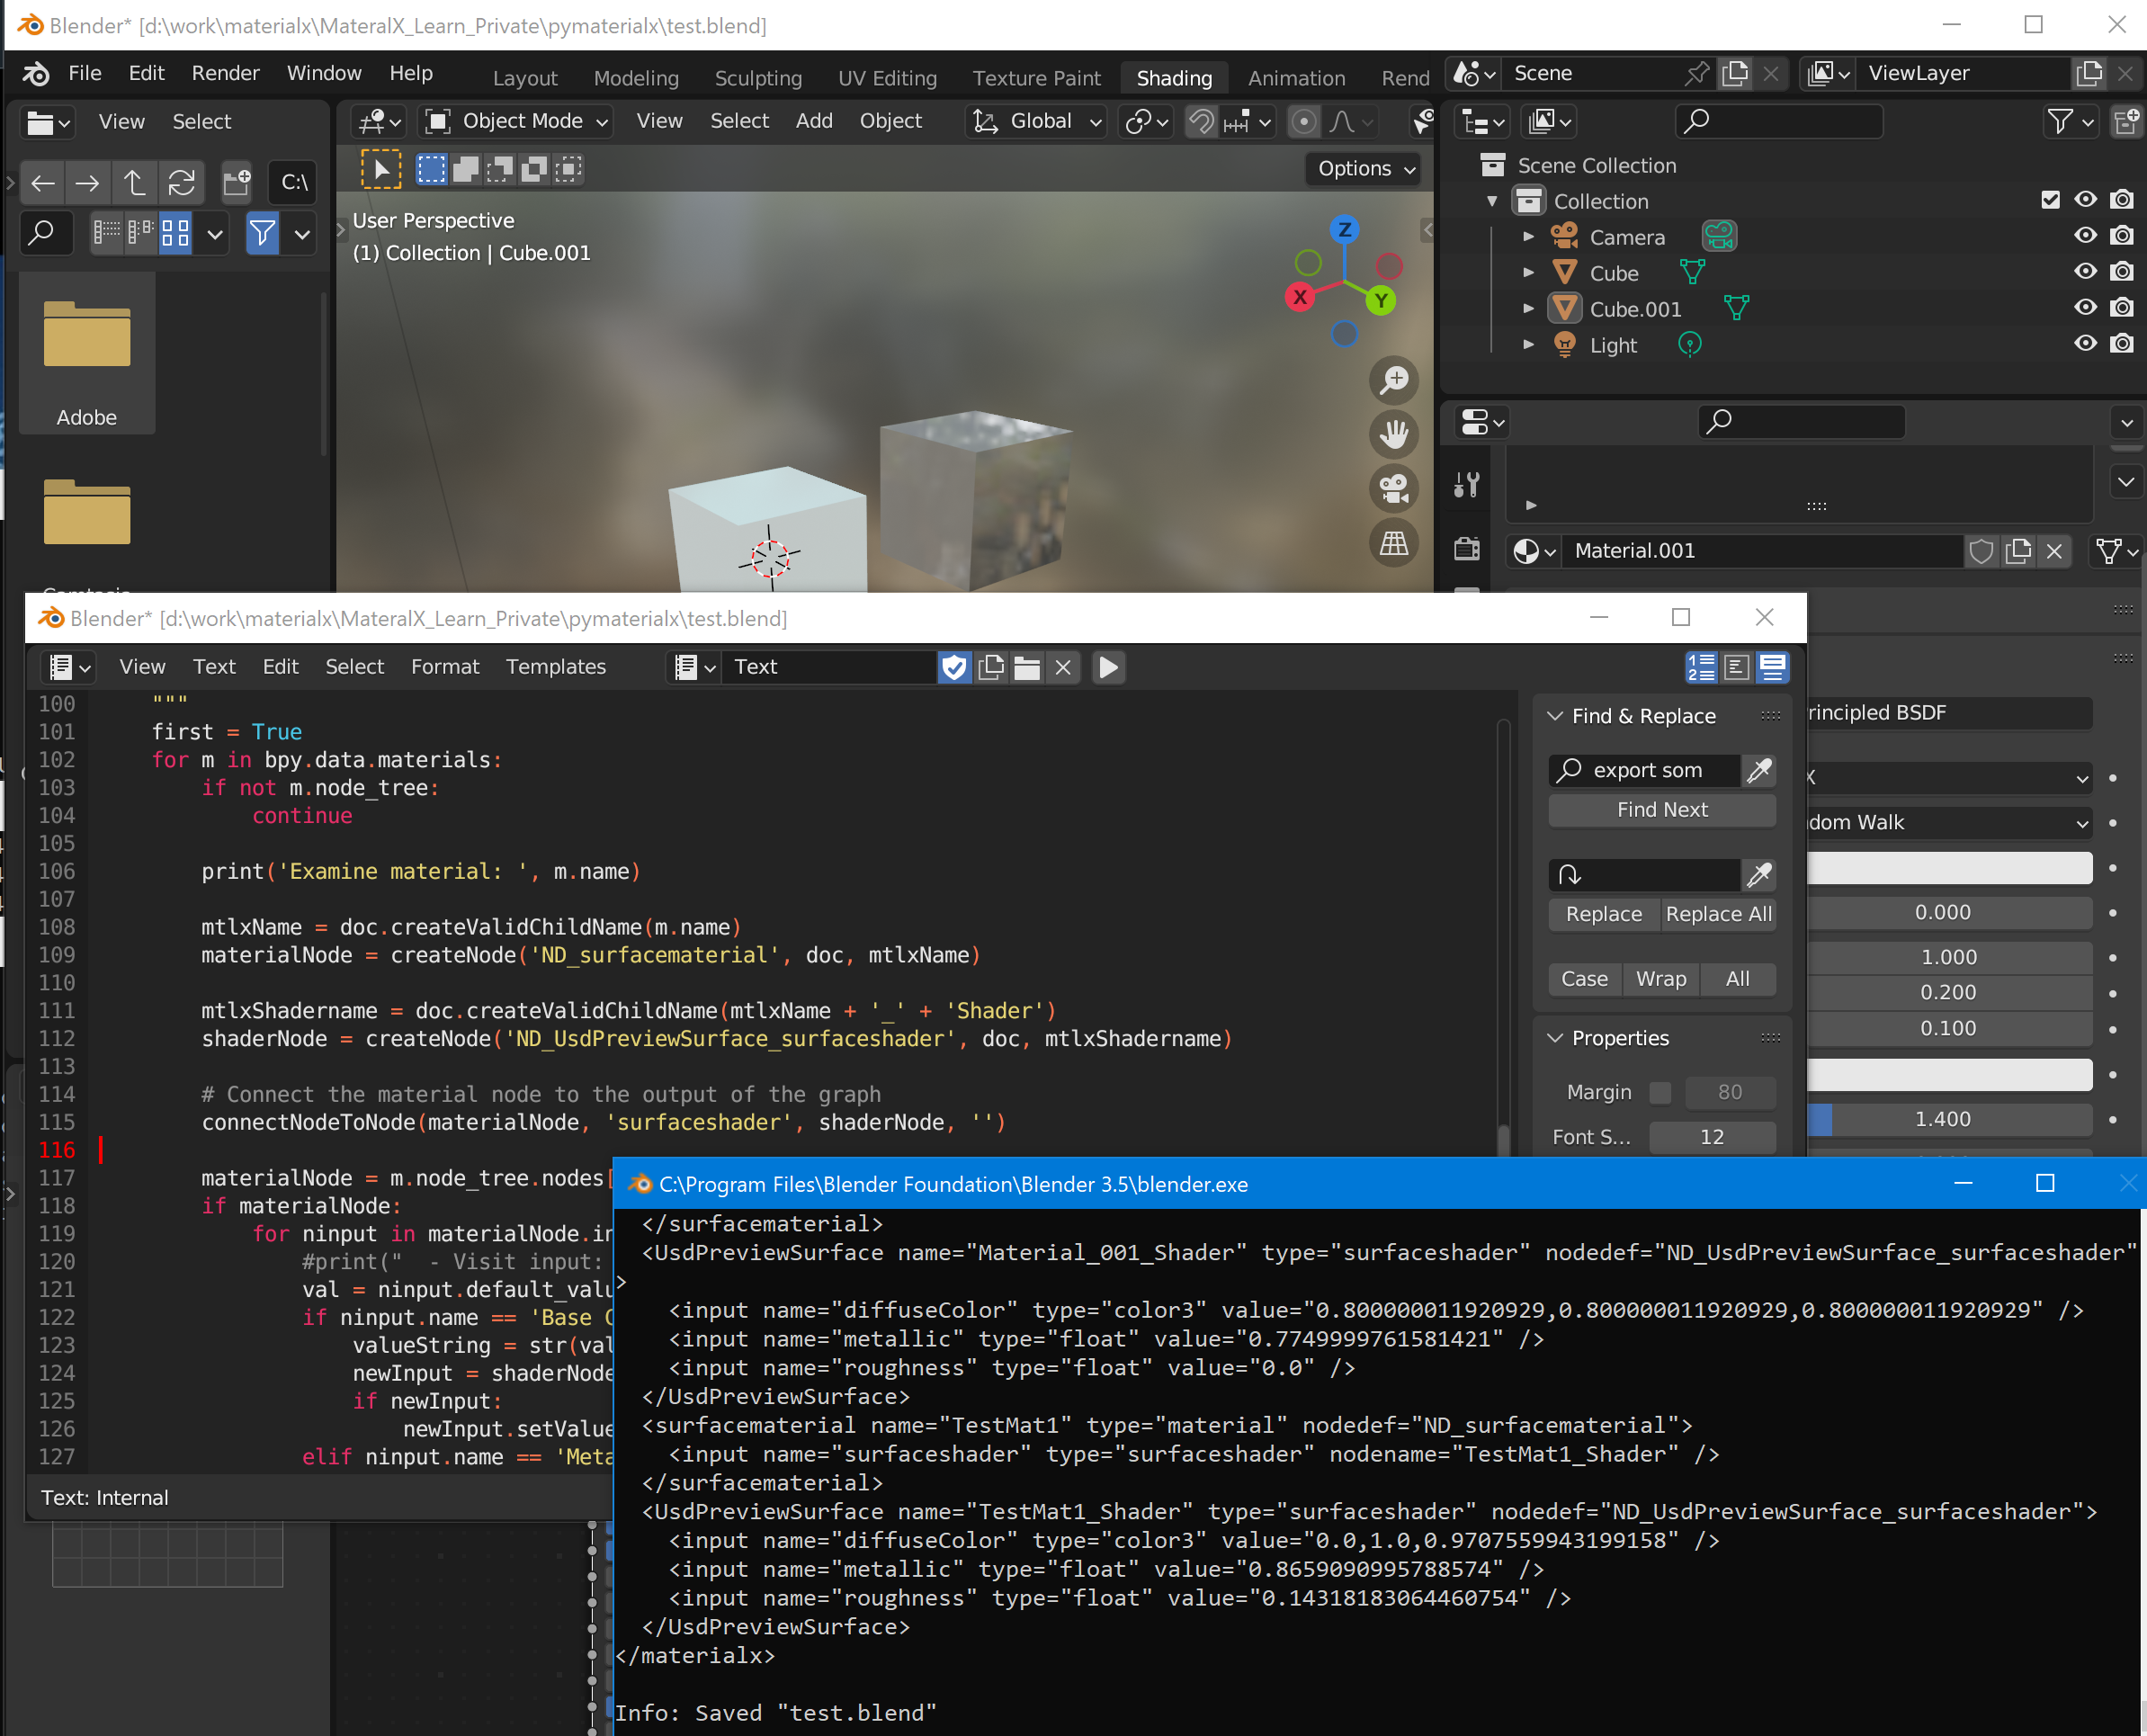 Blender* [d:\work\materialx\MateralX_Learn_Private\pymaterialx\test.blend]
File Edit Render Window Help Layout Modeling Sculpting UV Editing Texture Paint Shading Animation Rend Scene ViewLayer
View Select
Object Mode View Select Add Object Global
C:\
Options
User Perspective
(1) Collection | Cube.001
Z
X
Y
Adobe
Scene Collection
Collection
Camera
Cube
Cube.001
Light
Material.001
rincipled BSDF
dom Walk
0.000
1.000
0.200
0.100
1.400
Blender* [d:\work\materialx\MateralX_Learn_Private\pymaterialx\test.blend]
View Text Edit Select Format Templates Text
100 """
101 first = True
102 for m in bpy.data.materials:
103 if not m.node_tree:
104 continue
105
106 print('Examine material: ', m.name)
107
108 mtlxName = doc.createValidChildName(m.name)
109 materialNode = createNode('ND_surfacematerial', doc, mtlxName)
110
111 mtlxShadername = doc.createValidChildName(mtlxName + '_' + 'Shader')
112 shaderNode = createNode('ND_UsdPreviewSurface_surfaceshader', doc, mtlxShadername)
113
114 # Connect the material node to the output of the graph
115 connectNodeToNode(materialNode, 'surfaceshader', shaderNode, '')
116
117 materialNode = m.node_tree.nodes[
118 if materialNode:
119 for ninput in materialNode.in
120 #print("  - Visit input:
121 val = ninput.default_valu
122 if ninput.name == 'Base C
123 valueString = str(val
124 newInput = shaderNode
125 if newInput:
126 newInput.setValue
127 elif ninput.name == 'Meta
Text: Internal
Find & Replace
export som
Find Next
Replace Replace All
Case Wrap All
Properties
Margin 80
Font S... 12
C:\Program Files\Blender Foundation\Blender 3.5\blender.exe
</surfacematerial>
<UsdPreviewSurface name="Material_001_Shader" type="surfaceshader" nodedef="ND_UsdPreviewSurface_surfaceshader"
>
<input name="diffuseColor" type="color3" value="0.800000011920929,0.800000011920929,0.800000011920929" />
<input name="metallic" type="float" value="0.7749999761581421" />
<input name="roughness" type="float" value="0.0" />
</UsdPreviewSurface>
<surfacematerial name="TestMat1" type="material" nodedef="ND_surfacematerial">
<input name="surfaceshader" type="surfaceshader" nodename="TestMat1_Shader" />
</surfacematerial>
<UsdPreviewSurface name="TestMat1_Shader" type="surfaceshader" nodedef="ND_UsdPreviewSurface_surfaceshader">
<input name="diffuseColor" type="color3" value="0.0,1.0,0.9707559943199158" />
<input name="metallic" type="float" value="0.8659090995788574" />
<input name="roughness" type="float" value="0.14318183064460754" />
</UsdPreviewSurface>
</materialx>
Info: Saved "test.blend"